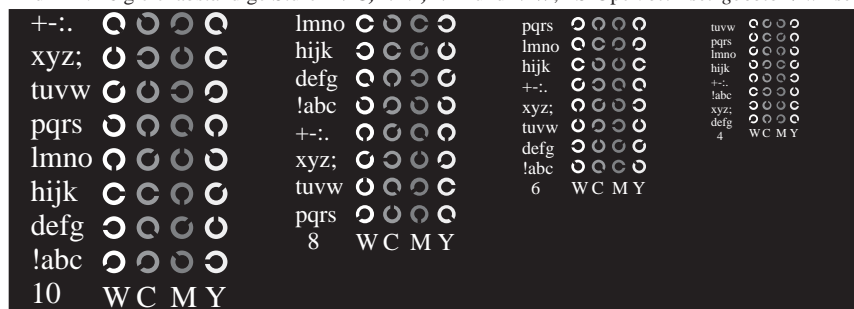 +-:.
xyz;
tuvw
pqrs
lmno
hijk
defg
!abc
10 W C M Y
lmno
hijk
defg
!abc
+-:.
xyz;
tuvw
pqrs
8 W C M Y
pqrs
lmno
hijk
+-:.
xyz;
tuvw
defg
!abc
6 W C M Y
tuvw
pqrs
lmno
hijk
+-:.
!abc
xyz;
defg
4 W C M Y